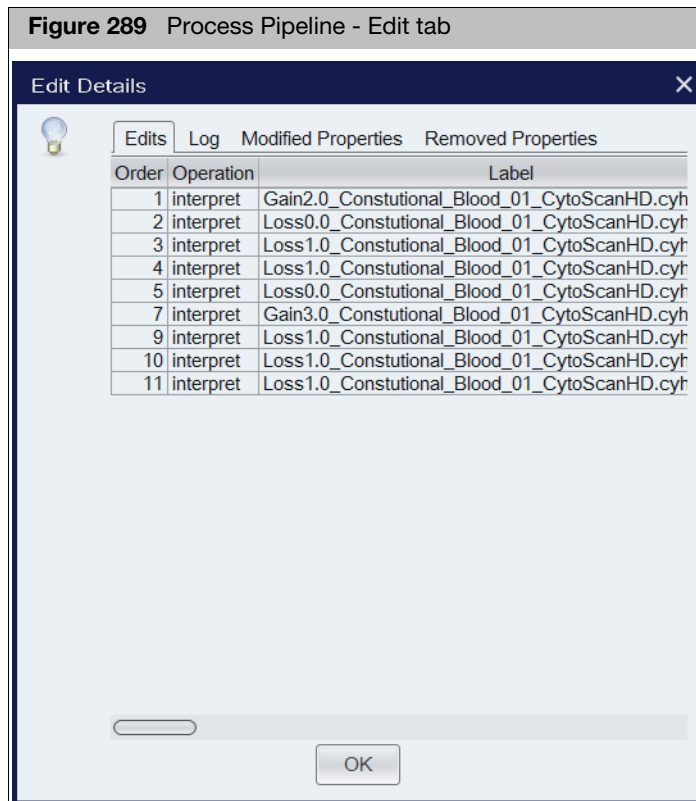 Figure 289 Process Pipeline - Edit tab
Edit Details
Edits Log Modified Properties Removed Properties
Order Operation Label
1 interpret Gain2.0_Constutional_Blood_01_CytoScanHD.cyh
2 interpret Loss0.0_Constutional_Blood_01_CytoScanHD.cyh
3 interpret Loss1.0_Constutional_Blood_01_CytoScanHD.cyh
4 interpret Loss1.0_Constutional_Blood_01_CytoScanHD.cyh
5 interpret Loss0.0_Constutional_Blood_01_CytoScanHD.cyh
7 interpret Gain3.0_Constutional_Blood_01_CytoScanHD.cyh
9 interpret Loss1.0_Constutional_Blood_01_CytoScanHD.cyh
10 interpret Loss1.0_Constutional_Blood_01_CytoScanHD.cyh
11 interpret Loss1.0_Constutional_Blood_01_CytoScanHD.cyh
OK